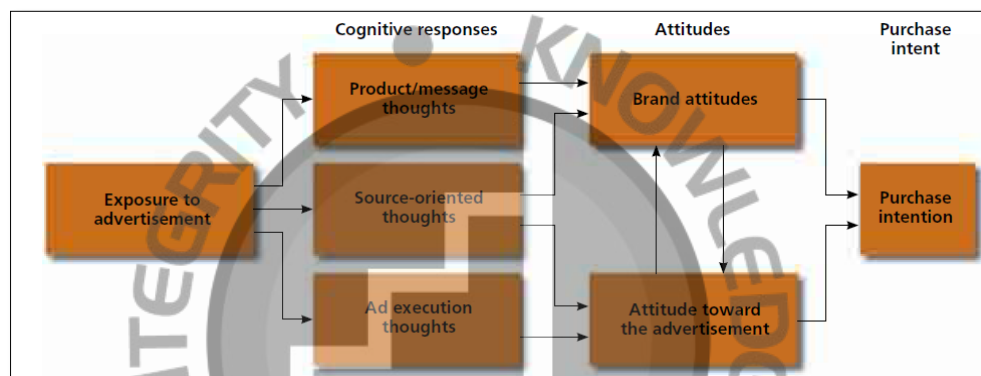 Cognitive responses
Attitudes
Purchase
intent
Product/message
thoughts
Brand attitudes
Exposure to
advertisement
Source-oriented
thoughts
Purchase
intention
Ad execution
thoughts
Attitude toward
the advertisement
INTEGRITY
KNOWLEDG